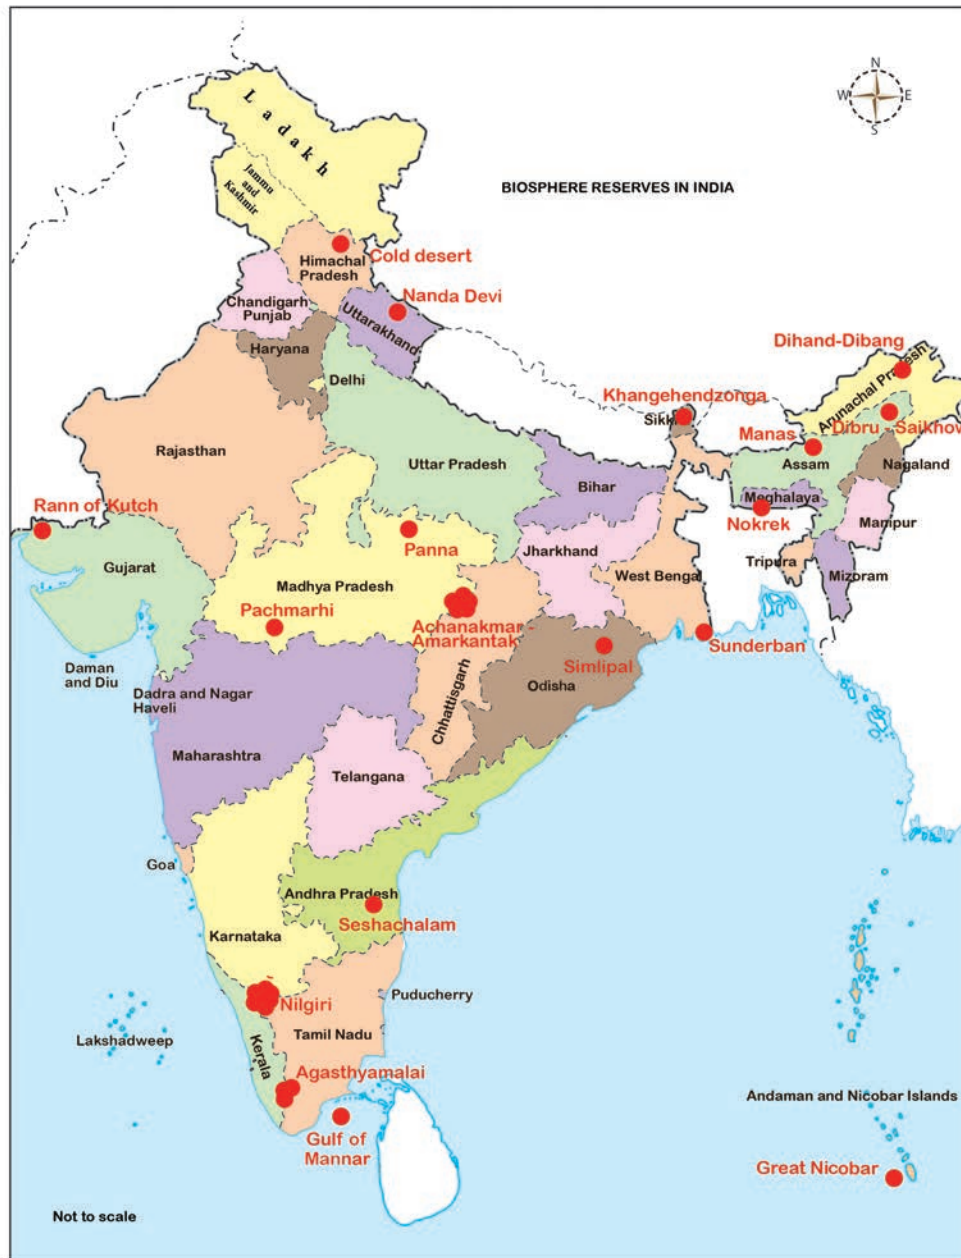 N
W
E
S
BIOSPHERE RESERVES IN INDIA
Ladakh
Jammu
and
Kashmir
Himachal
Pradesh
Cold desert
Chandigarh
Punjab
Nanda Devi
Uttarakhand
Haryana
Delhi
Dihand-Dibang
Arunachal Pradesh
Khangehendzonga
Sikk
Dibru - Saikhow
Manas
Rajasthan
Uttar Pradesh
Assam
Nagaland
Bihar
Meghalaya
Rann of Kutch
Nokrek
Manipur
Panna
Jharkhand
Gujarat
West Bengal
Tripura
Mizoram
Madhya Pradesh
Pachmarhi
Achanakmar -
Amarkantak
Simlipal
Sunderban
Daman
and Diu
Dadra and Nagar
Haveli
Odisha
Chhattisgarh
Maharashtra
Telangana
Goa
Andhra Pradesh
Seshachalam
Karnataka
Nilgiri
Puducherry
Tamil Nadu
Lakshadweep
Kerala
Agasthyamalai
Andaman and Nicobar Islands
Gulf of
Mannar
Great Nicobar
Not to scale